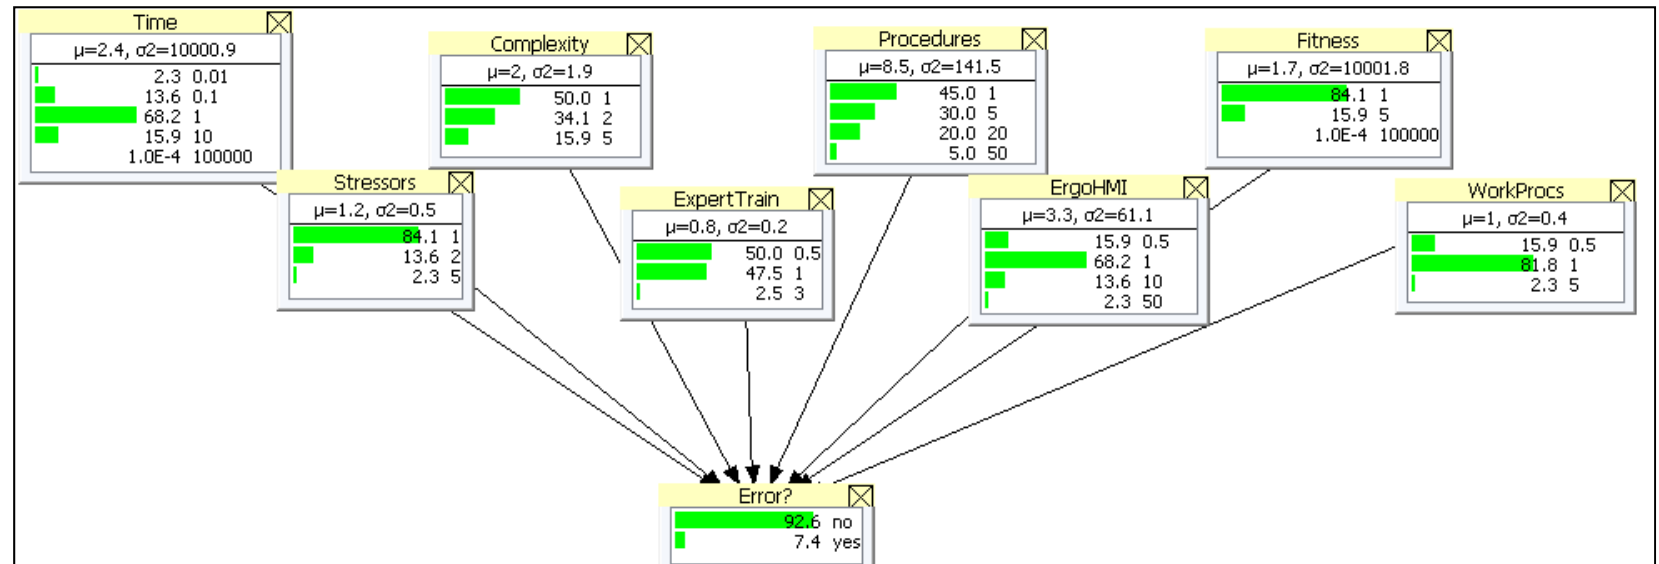 Time
μ=2.4, σ2=10000.9
2.3 0.01
13.6 0.1
68.2 1
15.9 10
1.0E-4 100000
Complexity
μ=2, σ2=1.9
50.0 1
34.1 2
15.9 5
Procedures
μ=8.5, σ2=141.5
45.0 1
30.0 5
20.0 20
5.0 50
Fitness
μ=1.7, σ2=10001.8
84.1 1
15.9 5
1.0E-4 100000
Stressors
μ=1.2, σ2=0.5
84.1 1
13.6 2
2.3 5
ExpertTrain
μ=0.8, σ2=0.2
50.0 0.5
47.5 1
2.5 3
ErgoHMI
μ=3.3, σ2=61.1
15.9 0.5
68.2 1
13.6 10
2.3 50
WorkProcs
μ=1, σ2=0.4
15.9 0.5
81.8 1
2.3 5
Error?
92.6 no
7.4 yes